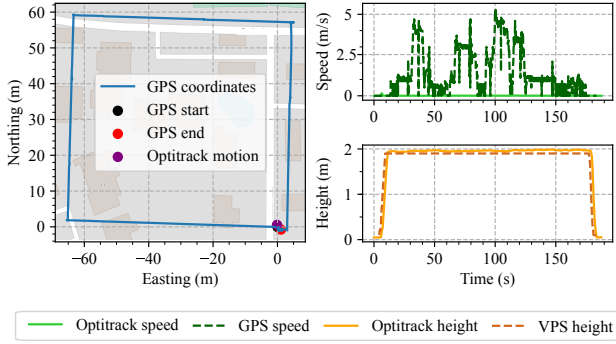 60
50
40
30
20
10
0
Northing (m)
−60
−40
−20
0
Easting (m)
GPS coordinates
GPS start
GPS end
Optitrack motion
5
2.5
0
Speed (m/s)
0
50
100
150
2
1
0
Height (m)
0
50
100
150
Time (s)
Optitrack speed
GPS speed
Optitrack height
VPS height